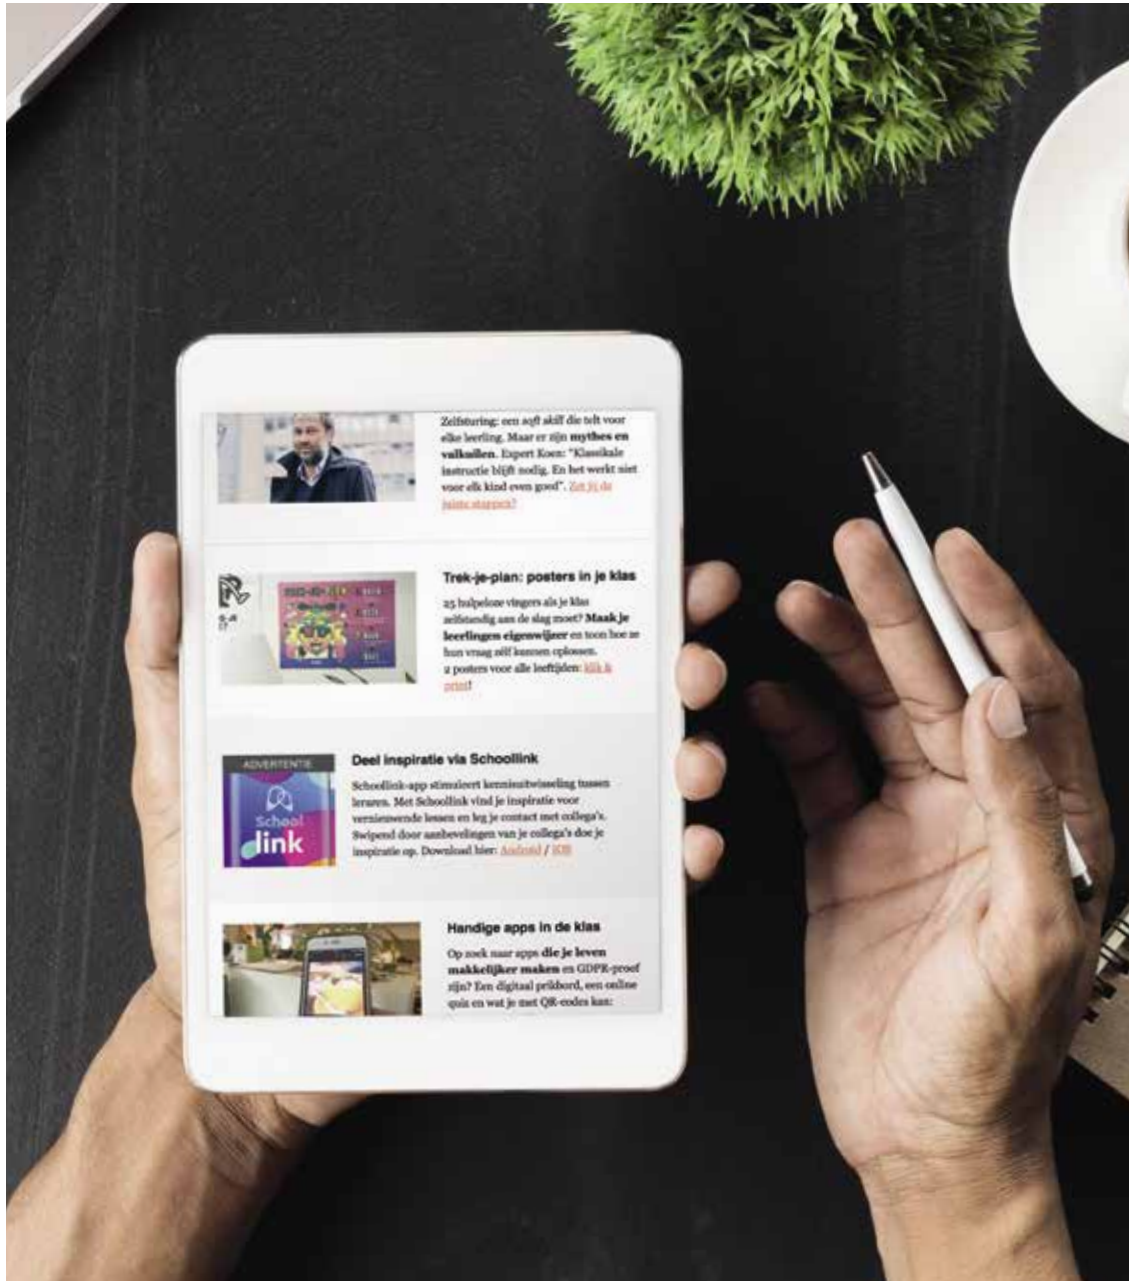 Zelfsturing: een soft skill die telt voor
elke leerling. Maar er zijn mythes en
valkuilen. Expert Koen: "Klassikale
instructie blijft nodig. En het werkt niet
voor elk kind even goed". Zet jij de
juiste stappen?
Trek-je-plan: posters in je klas
25 hulpeloze vingers als je klas
zelfstandig aan de slag moet? Maak je
leerlingen eigenwijzer en toon hoe ze
hun vraag zélf kunnen oplossen.
2 posters voor alle leeftijden: klik &
print!
ADVERTENTIE
School
link
Deel inspiratie via Schoollink
Schoollink-app stimuleert kennisuitwisseling tussen
leraren. Met Schoollink vind je inspiratie voor
vernieuwende lessen en leg je contact met collega's.
Swipend door aanbevelingen van je collega's doe je
inspiratie op. Download hier: Android / iOS
Handige apps in de klas
Op zoek naar apps die je leven
makkelijker maken en GDPR-proof
zijn? Een digitaal prikbord, een online
quiz en wat je met QR-codes kan: